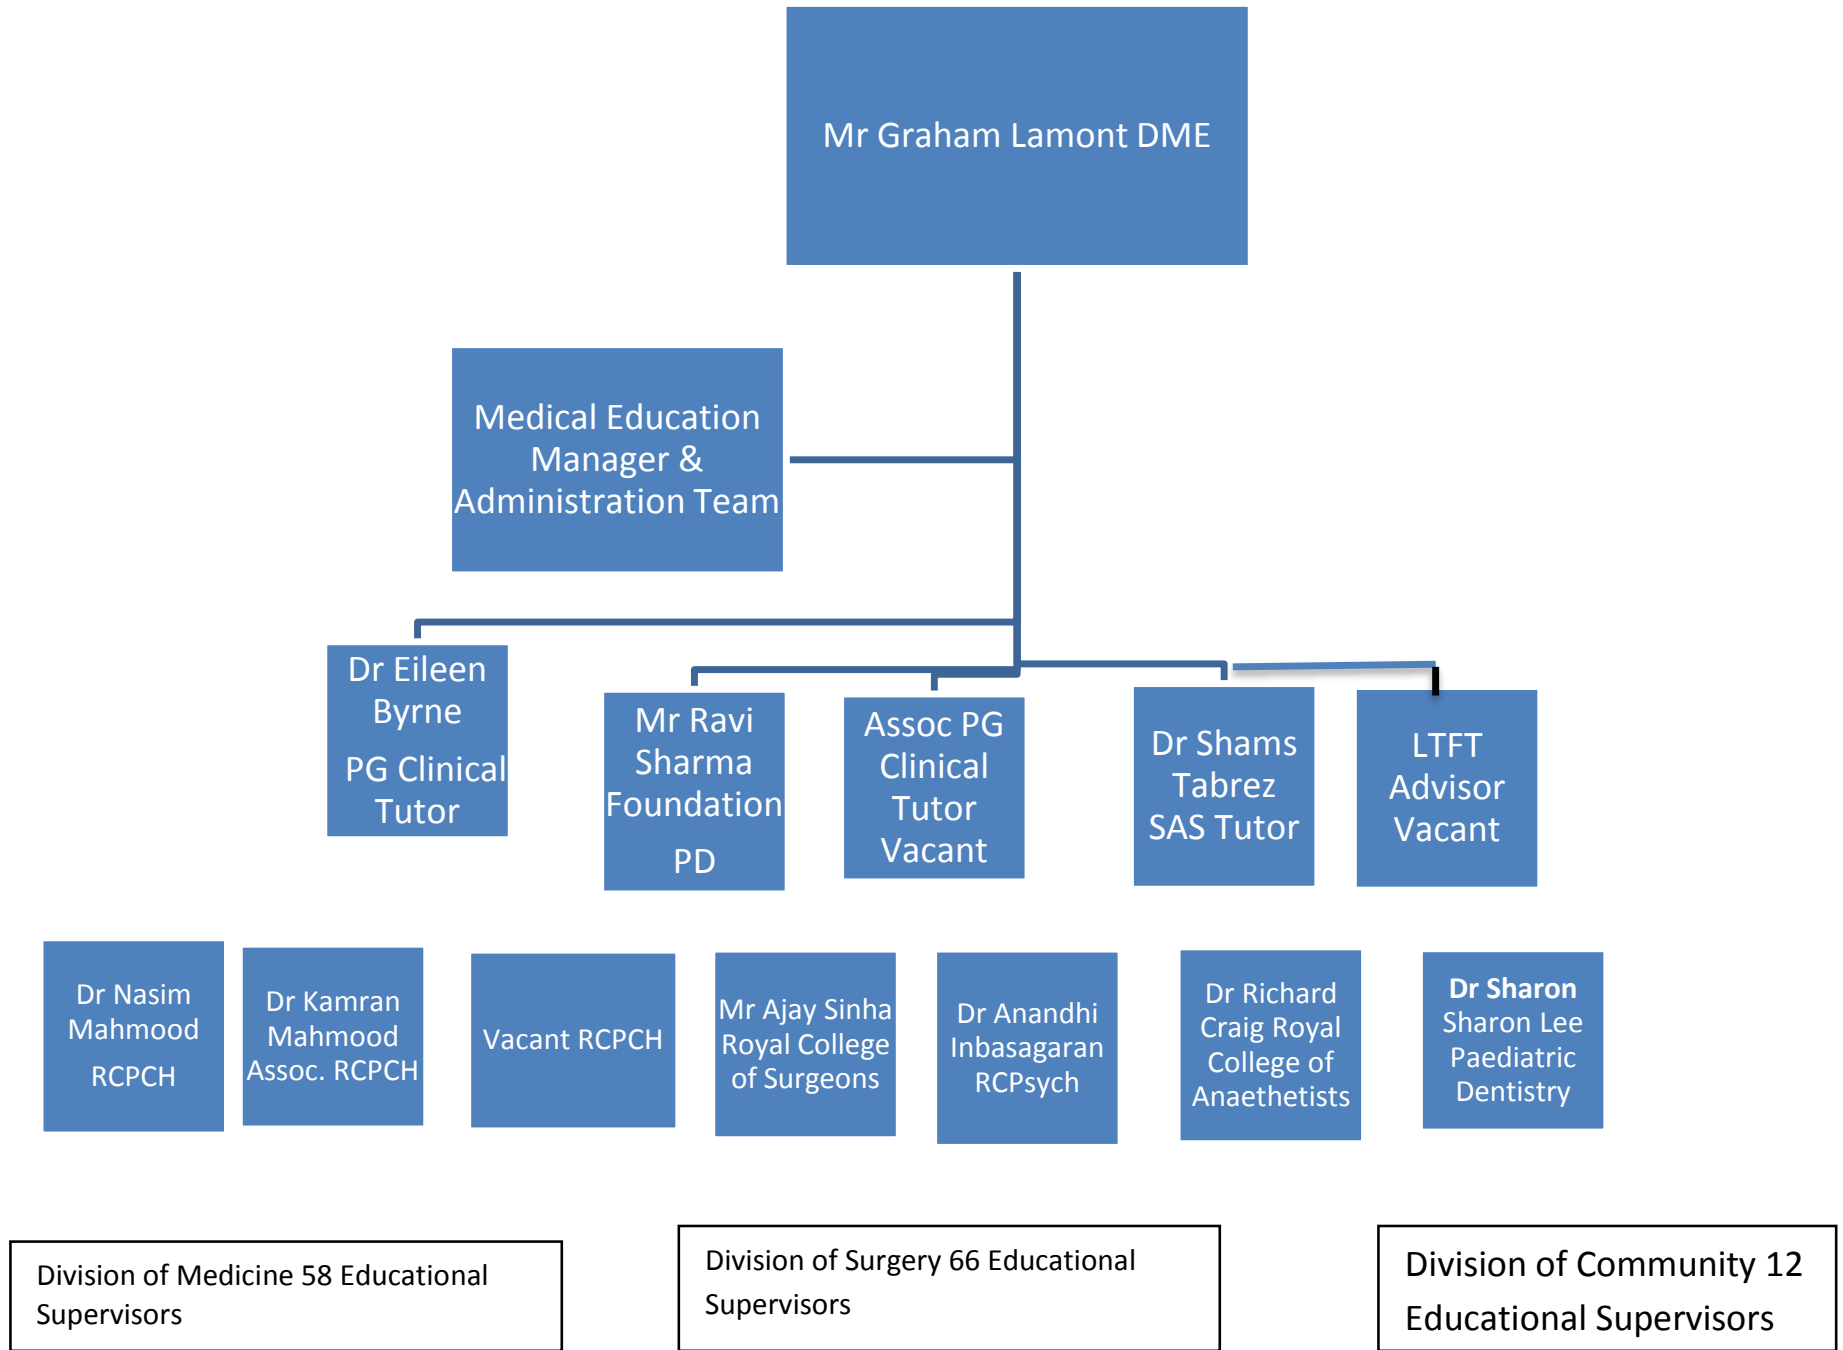 Mr Graham Lamont DME
Medical Education
Manager &
Administration Team
Dr Eileen
Byrne
PG Clinical
Tutor
Mr Ravi
Sharma
Foundation
PD
Assoc PG
Clinical
Tutor
Vacant
Dr Shams
Tabrez
SAS Tutor
LTFT
Advisor
Vacant
Dr Nasim
Mahmood
RCPCH
Dr Kamran
Mahmood
Assoc. RCPCH
Vacant RCPCH
Mr Ajay Sinha
Royal College
of Surgeons
Dr Anandhi
Inbasagaran
RCPsych
Dr Richard
Craig Royal
College of
Anaethetists
Dr Sharon
Sharon Lee
Paediatric
Dentistry
Division of Medicine 58 Educational
Supervisors
Division of Surgery 66 Educational
Supervisors
Division of Community 12
Educational Supervisors